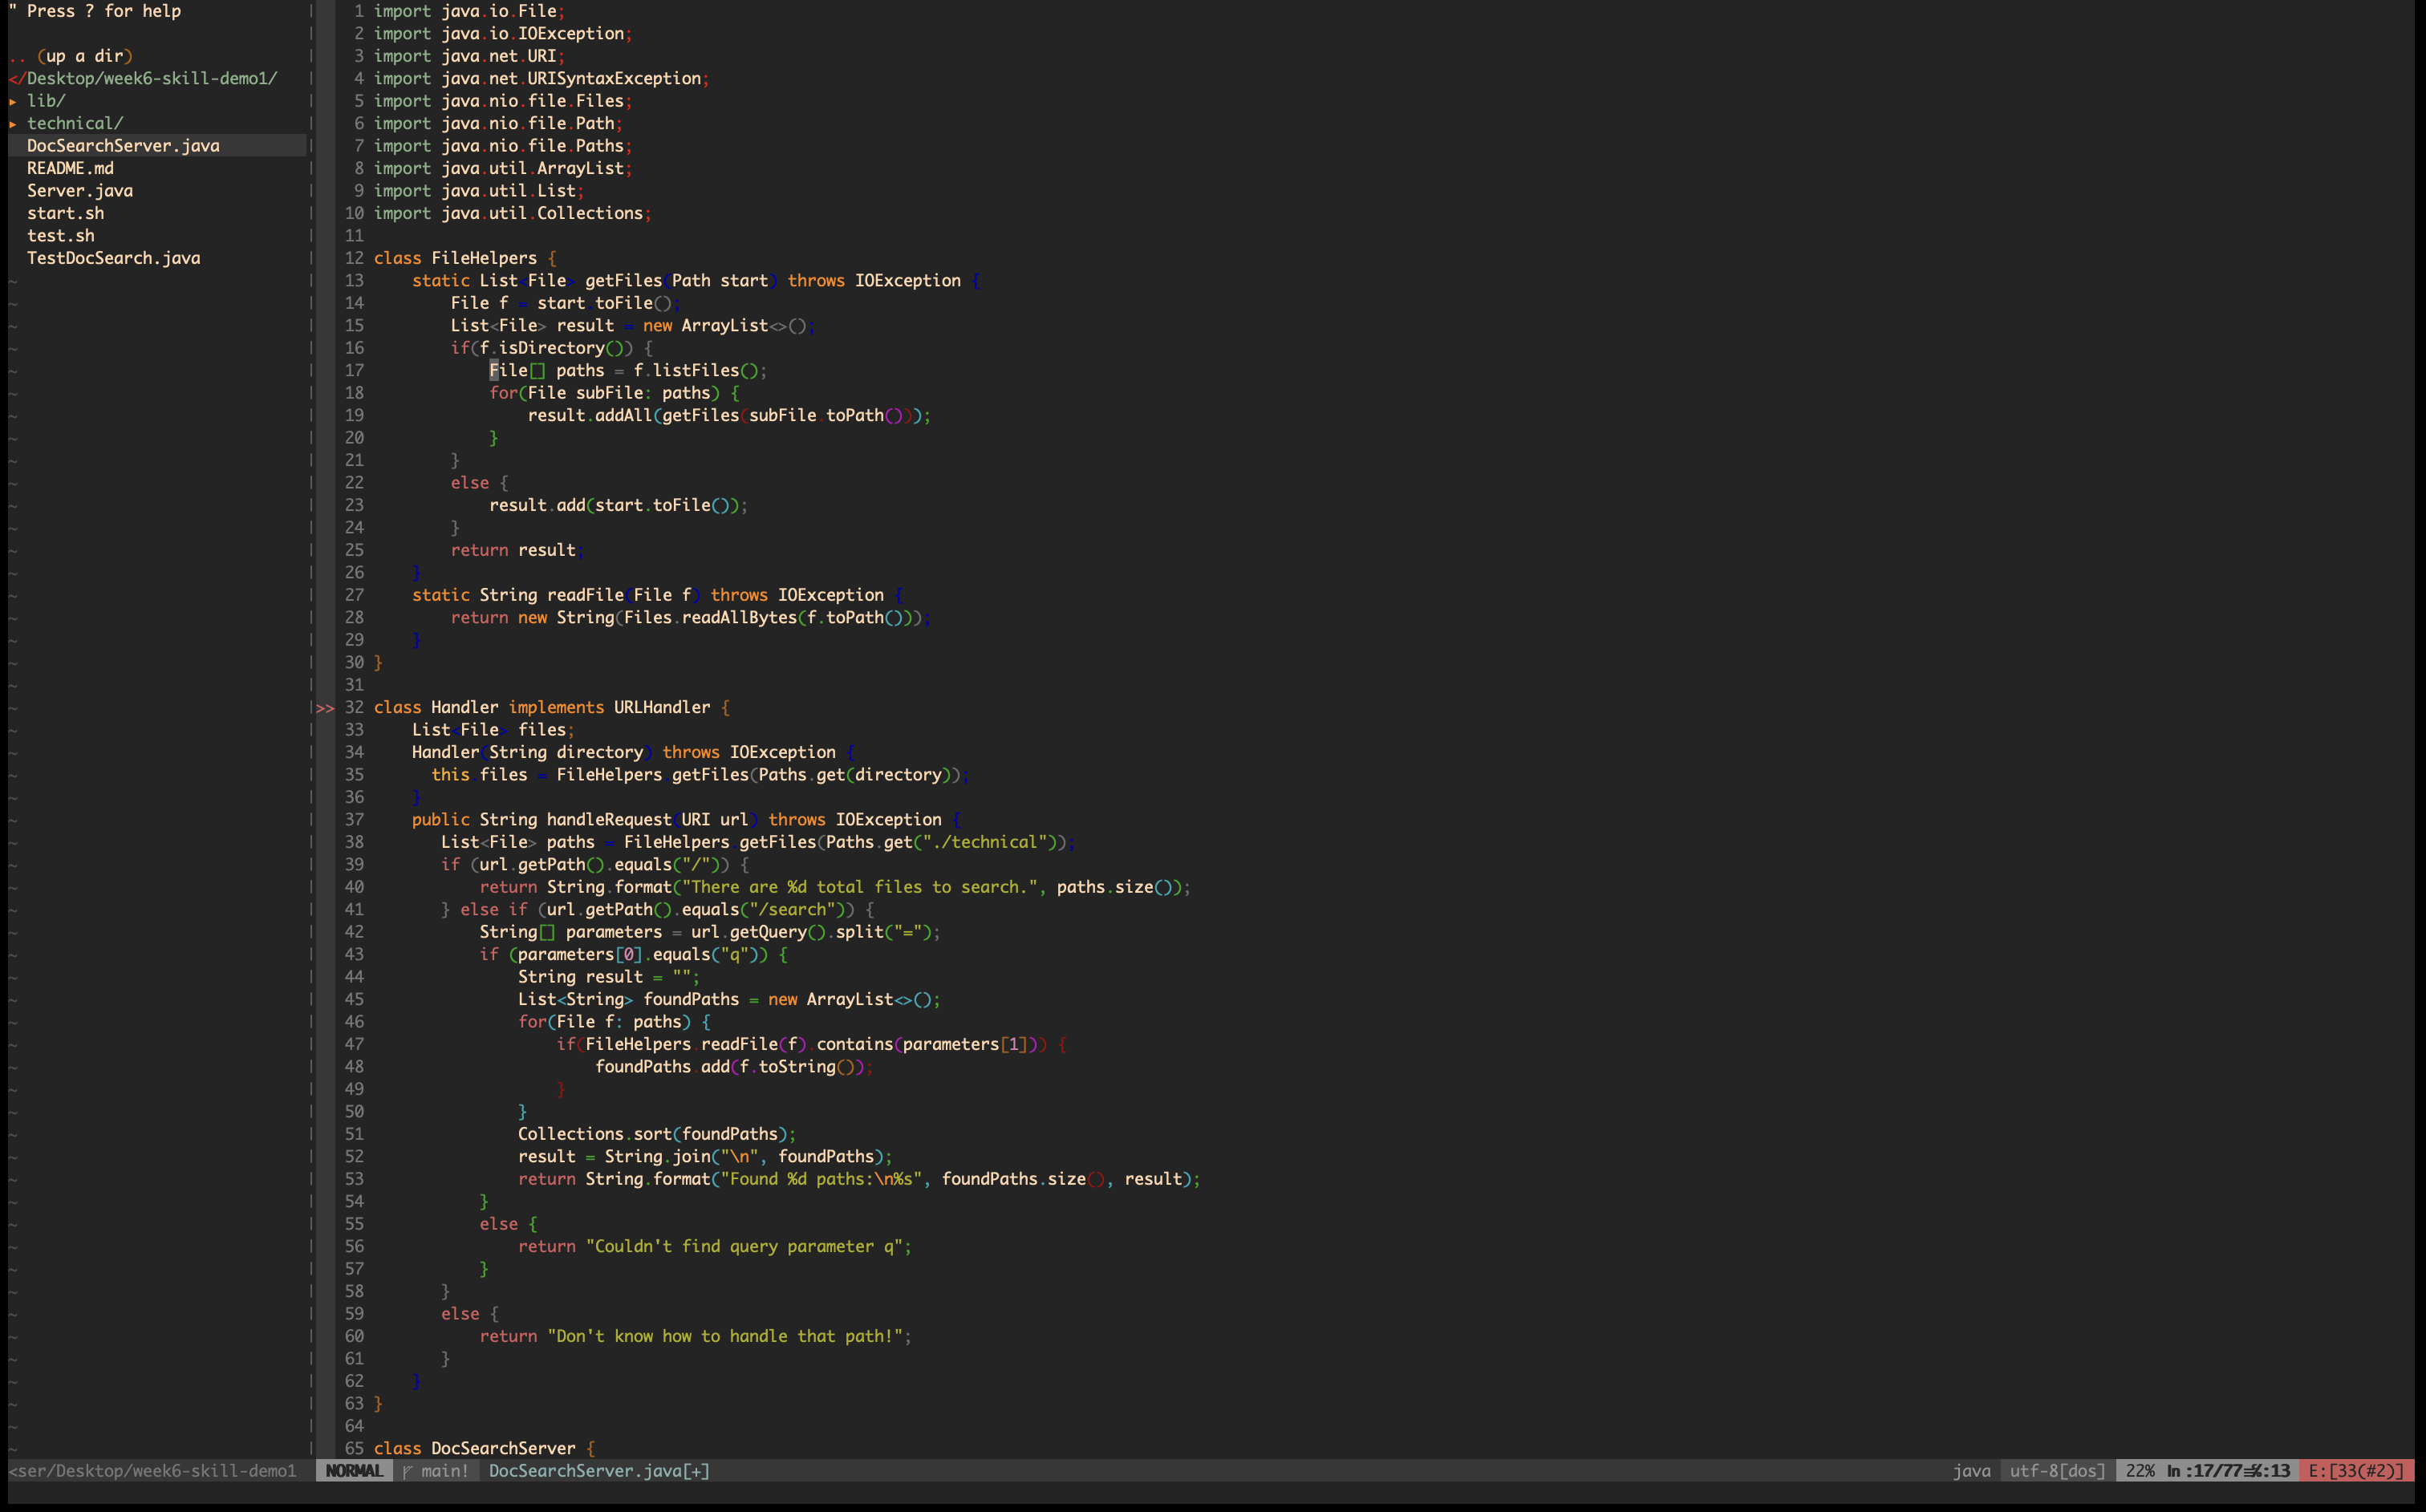 " Press ? for help
.. (up a dir)
</Desktop/week6-skill-demo1/
▸ lib/
▸ technical/
DocSearchServer.java
README.md
Server.java
start.sh
test.sh
TestDocSearch.java
<ser/Desktop/week6-skill-demo1
1 import java.io.File;
2 import java.io.IOException;
3 import java.net.URI;
4 import java.net.URISyntaxException;
5 import java.nio.file.Files;
6 import java.nio.file.Path;
7 import java.nio.file.Paths;
8 import java.util.ArrayList;
9 import java.util.List;
10 import java.util.Collections;
11
12 class FileHelpers {
13     static List<File> getFiles(Path start) throws IOException {
14         File f = start.toFile();
15         List<File> result = new ArrayList<>();
16         if(f.isDirectory()) {
17             File[] paths = f.listFiles();
18             for(File subFile: paths) {
19                 result.addAll(getFiles(subFile.toPath()));
20             }
21         }
22         else {
23             result.add(start.toFile());
24         }
25         return result;
26     }
27     static String readFile(File f) throws IOException {
28         return new String(Files.readAllBytes(f.toPath()));
29     }
30 }
31
>> 32 class Handler implements URLHandler {
33     List<File> files;
34     Handler(String directory) throws IOException {
35       this.files = FileHelpers.getFiles(Paths.get(directory));
36     }
37     public String handleRequest(URI url) throws IOException {
38        List<File> paths = FileHelpers.getFiles(Paths.get("./technical"));
39        if (url.getPath().equals("/")) {
40            return String.format("There are %d total files to search.", paths.size());
41        } else if (url.getPath().equals("/search")) {
42            String[] parameters = url.getQuery().split("=");
43            if (parameters[0].equals("q")) {
44                String result = "";
45                List<String> foundPaths = new ArrayList<>();
46                for(File f: paths) {
47                    if(FileHelpers.readFile(f).contains(parameters[1])) {
48                        foundPaths.add(f.toString());
49                    }
50                }
51                Collections.sort(foundPaths);
52                result = String.join("\n", foundPaths);
53                return String.format("Found %d paths:\n%s", foundPaths.size(), result);
54            }
55            else {
56                return "Couldn't find query parameter q";
57            }
58        }
59        else {
60            return "Don't know how to handle that path!";
61        }
62     }
63 }
64
65 class DocSearchServer {
NORMAL main! DocSearchServer.java[+] java utf-8[dos] 22% ln :17/77 :13 E:[33(#2)]